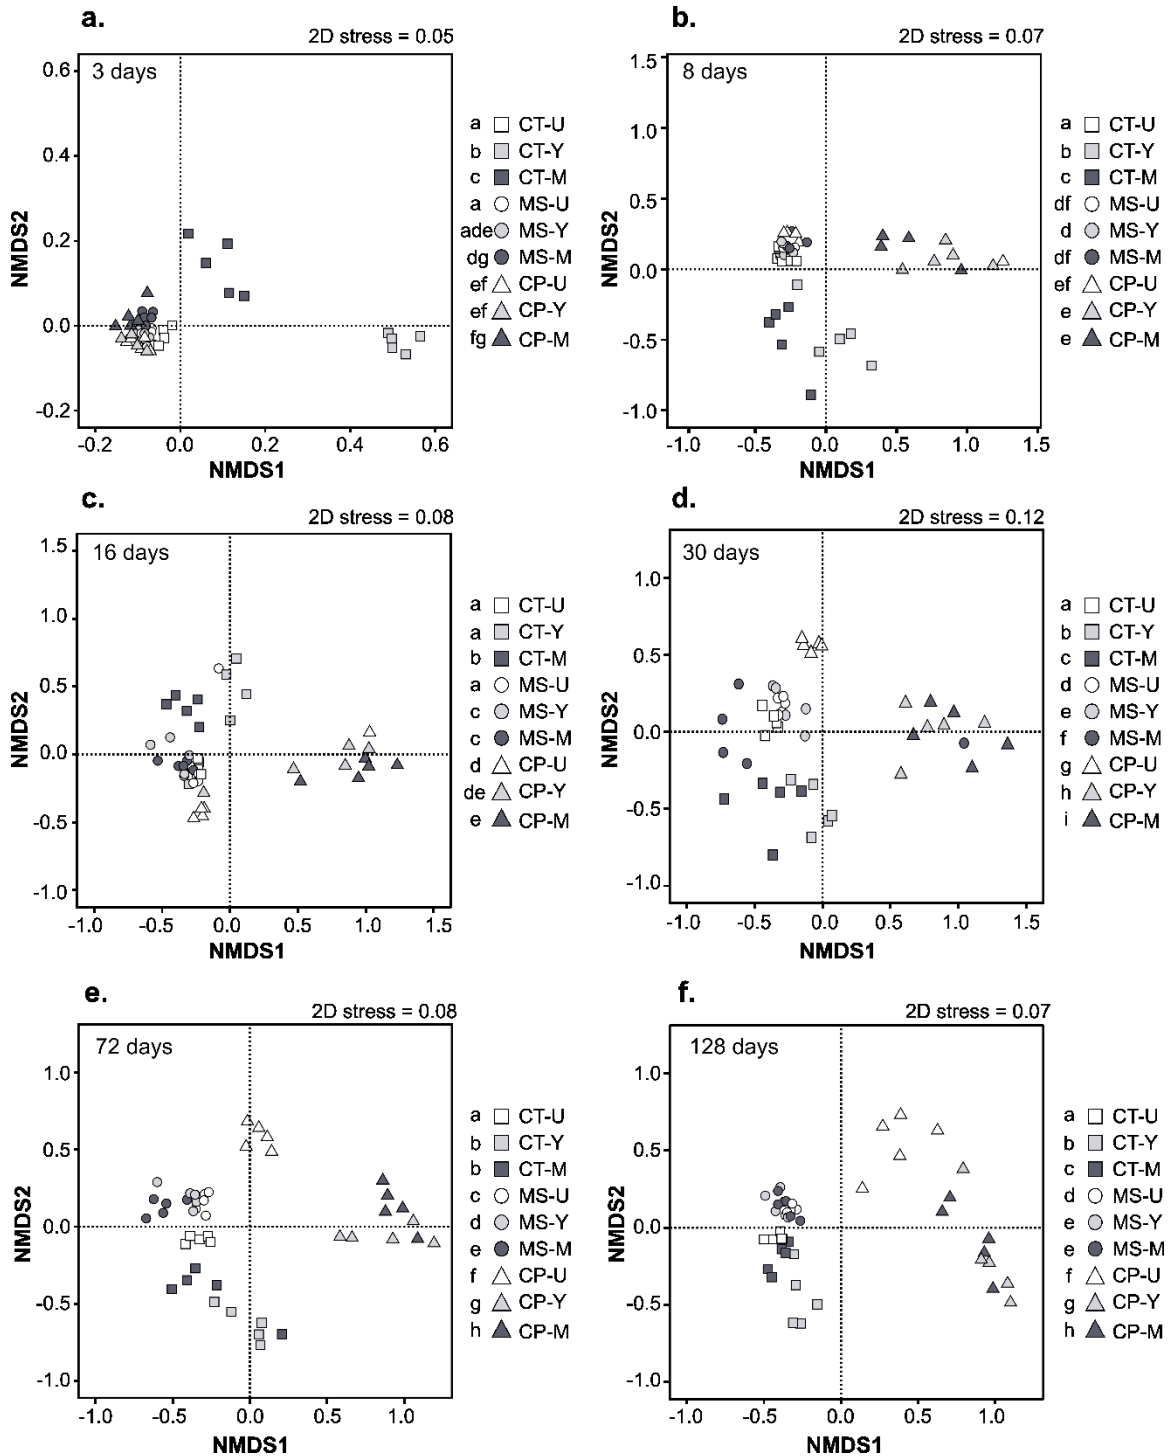 a.
2D stress = 0.05
3 days
0.6
0.4
0.2
0.0
-0.2
NMDS2
-0.2
0.0
0.2
0.4
0.6
NMDS1
a CT-U
b CT-Y
c CT-M
a MS-U
ade MS-Y
dg MS-M
ef CP-U
ef CP-Y
fg CP-M
b.
2D stress = 0.07
8 days
1.5
1.0
0.5
0.0
-0.5
-1.0
NMDS2
-1.0
-0.5
0.0
0.5
1.0
1.5
NMDS1
a CT-U
b CT-Y
c CT-M
df MS-U
d MS-Y
df MS-M
ef CP-U
e CP-Y
e CP-M
c.
2D stress = 0.08
16 days
1.5
1.0
0.5
0.0
-0.5
-1.0
NMDS2
-1.0
-0.5
0.0
0.5
1.0
1.5
NMDS1
a CT-U
a CT-Y
b CT-M
a MS-U
c MS-Y
c MS-M
d CP-U
de CP-Y
e CP-M
d.
2D stress = 0.12
30 days
1.0
0.5
0.0
-0.5
-1.0
NMDS2
-1.0
-0.5
0.0
0.5
1.0
1.5
NMDS1
a CT-U
b CT-Y
c CT-M
d MS-U
e MS-Y
f MS-M
g CP-U
h CP-Y
i CP-M
e.
2D stress = 0.08
72 days
1.0
0.5
0.0
-0.5
-1.0
NMDS2
-1.0
-0.5
0.0
0.5
1.0
NMDS1
a CT-U
b CT-Y
b CT-M
c MS-U
d MS-Y
e MS-M
f CP-U
g CP-Y
h CP-M
f.
2D stress = 0.07
128 days
1.0
0.5
0.0
-0.5
-1.0
NMDS2
-1.0
-0.5
0.0
0.5
1.0
NMDS1
a CT-U
b CT-Y
c CT-M
d MS-U
e MS-Y
e MS-M
f CP-U
g CP-Y
h CP-M